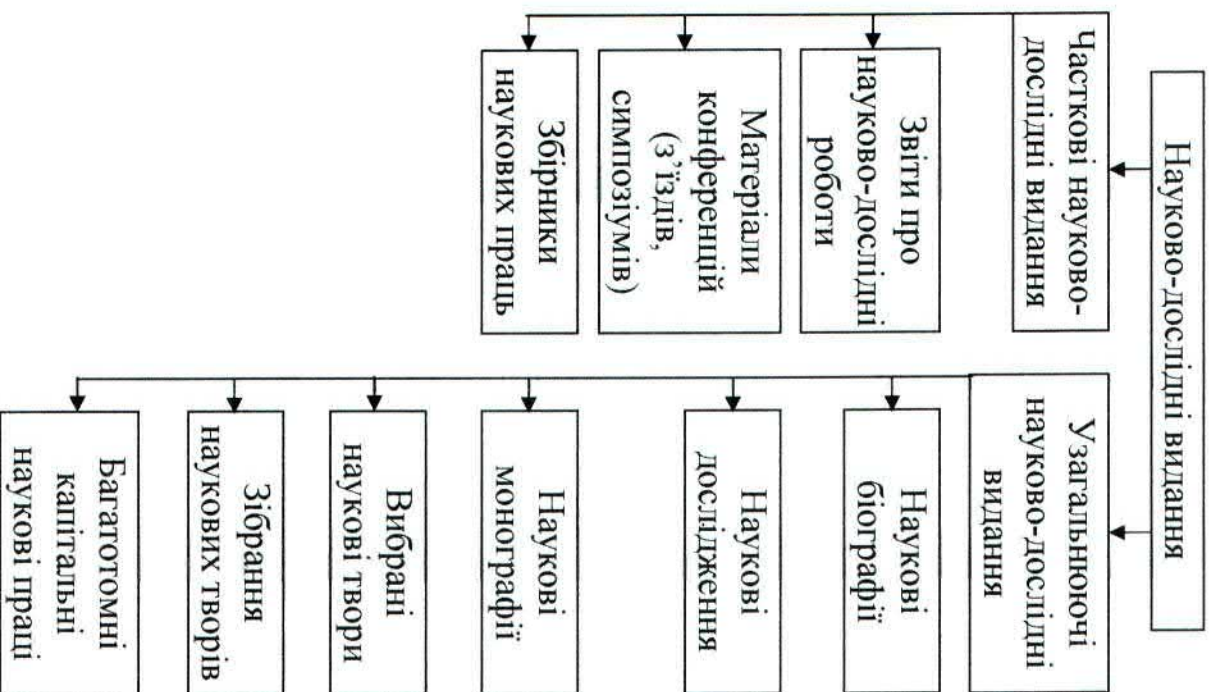 Науково-дослідні видання
Часткові науково-
дослідні видання
Звіти про
науково-дослідні
роботи
Матеріали
конференцій
(з’їздів,
симпозіумів)
Збірники
наукових праць
Узагальнюючі
науково-дослідні
видання
Наукові
біографії
Наукові
дослідження
Наукові
монографії
Вибрані
наукові твори
Зібрання
наукових творів
Багатотомні
капітальні
наукові праці